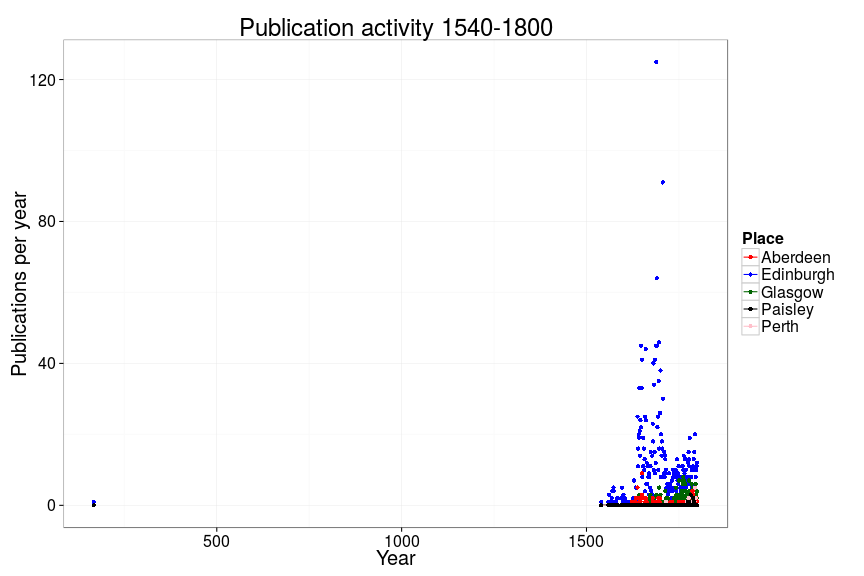 Publication activity 1540-1800
Publications per year
120
80
40
0
500
1000
1500
Year
Place
Aberdeen
Edinburgh
Glasgow
Paisley
Perth